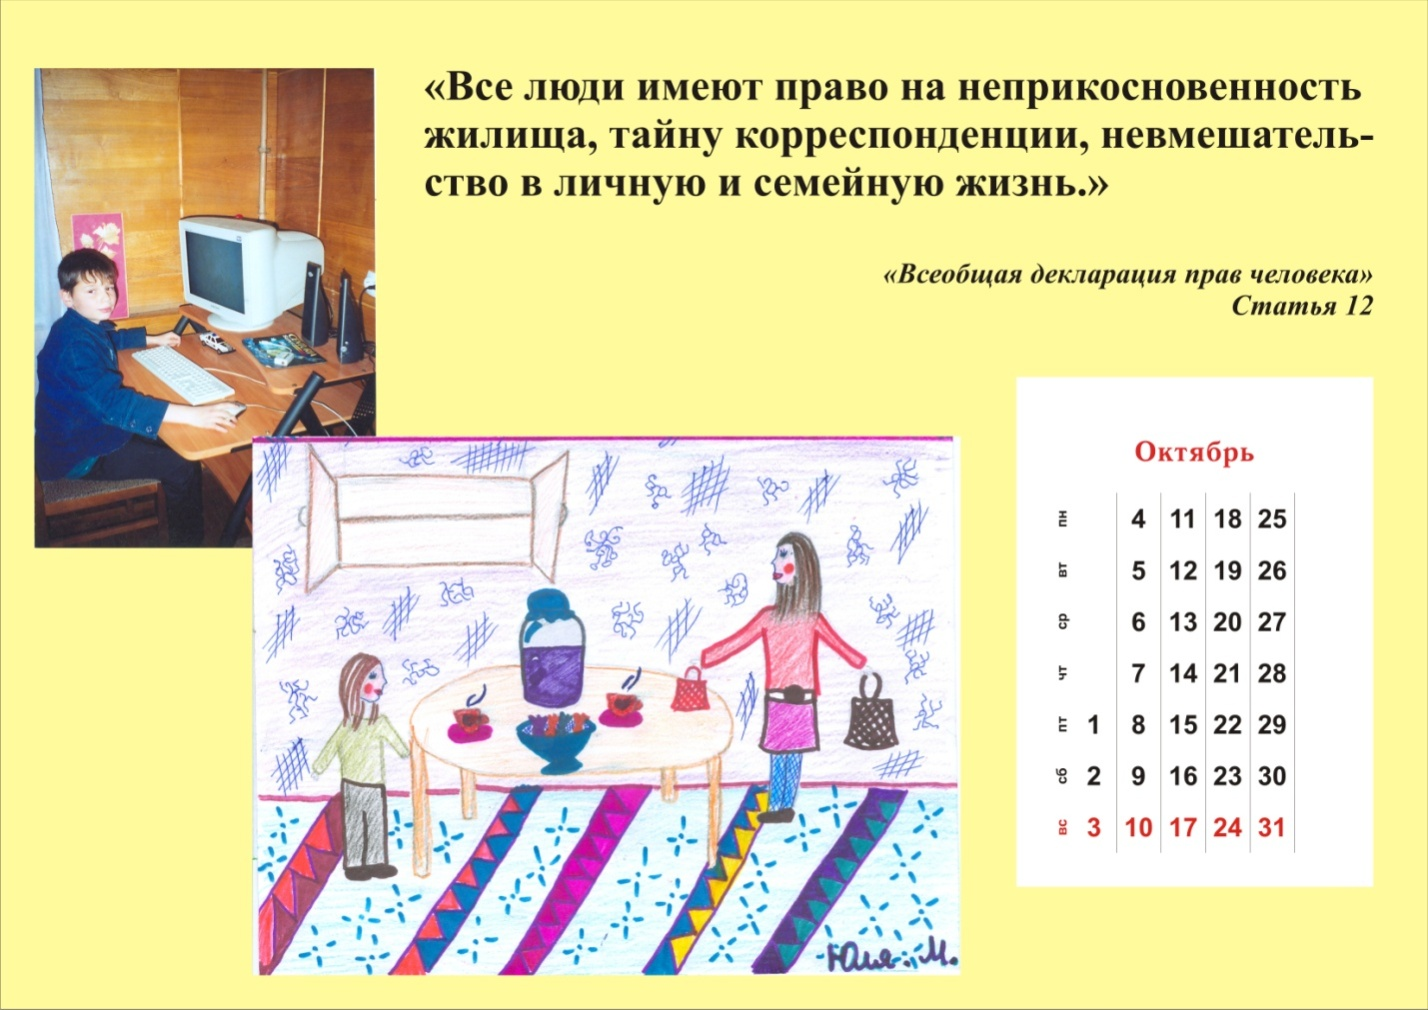 «Все люди имеют право на неприкосновенность
жилища, тайну корреспонденции, невмешатель-
ство в личную и семейную жизнь.»
«Всеобщая декларация прав человека»
Статья 12
Октябрь
пн 4 11 18 25
вт 5 12 19 26
ср 6 13 20 27
чт 7 14 21 28
пт 1 8 15 22 29
сб 2 9 16 23 30
вс 3 10 17 24 31
Юля. М.